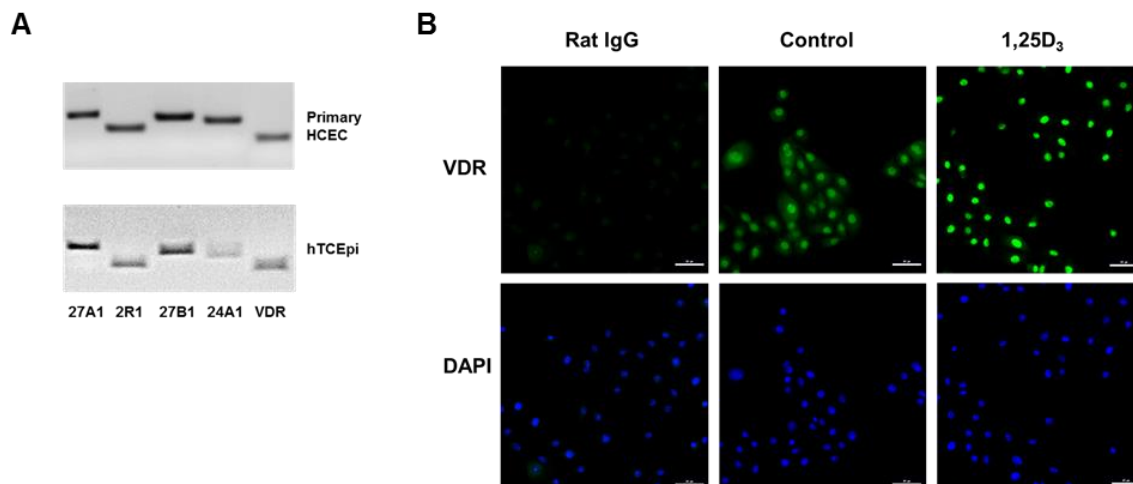 A
Primary
HCEC
hTCEpi
27A1 2R1 27B1 24A1 VDR
B
Rat IgG Control 1,25D₃
VDR
DAPI